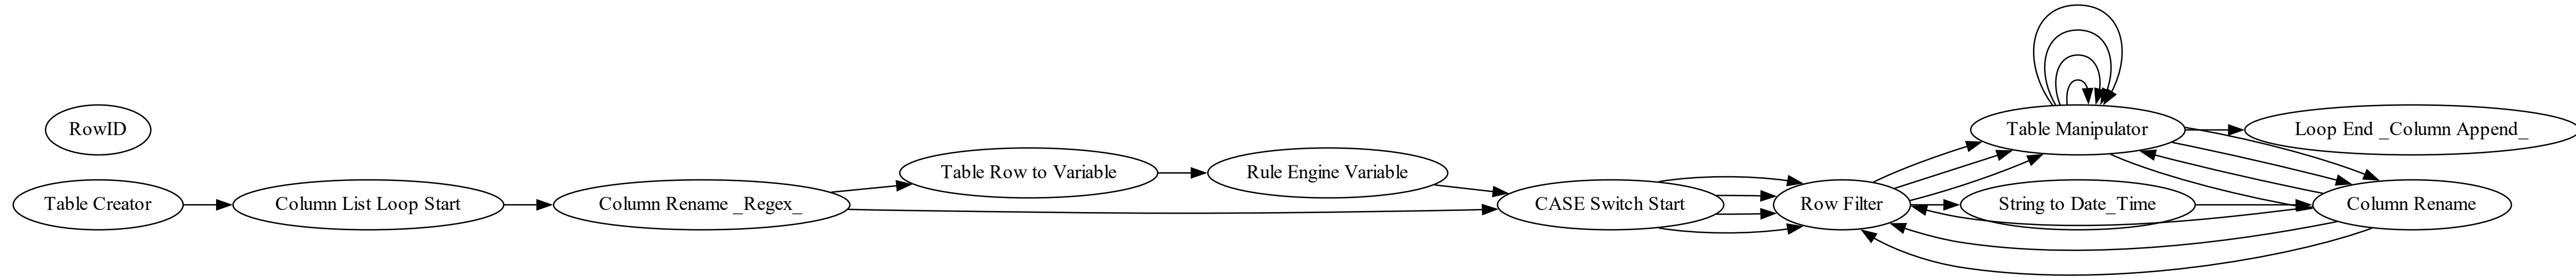 RowID
Table Creator
Column List Loop Start
Column Rename _Regex_
Table Row to Variable
Rule Engine Variable
CASE Switch Start
Row Filter
Table Manipulator
String to Date_Time
Loop End _Column Append_
Column Rename